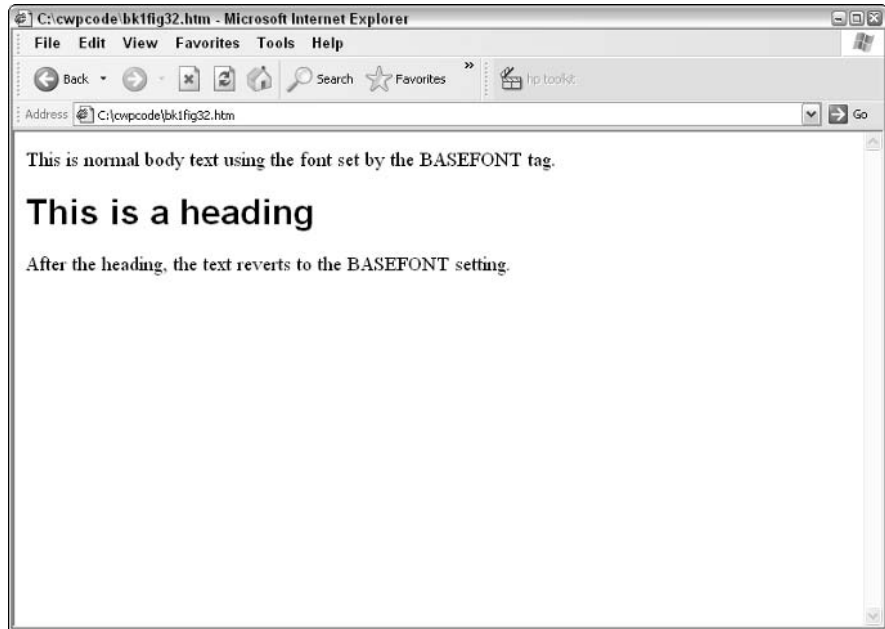 C:\cwpcode\bk1fig32.htm - Microsoft Internet Explorer
File Edit View Favorites Tools Help
Back Search Favorites » hp toolkit
Address C:\cwpcode\bk1fig32.htm Go
This is normal body text using the font set by the BASEFONT tag.
This is a heading
After the heading, the text reverts to the BASEFONT setting.